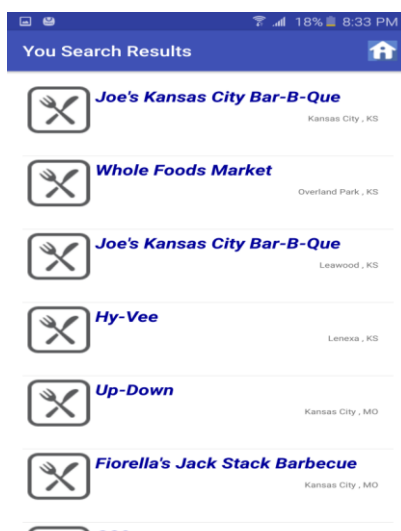 18% 8:33 PM
You Search Results
Joe's Kansas City Bar-B-Que
Kansas City , KS
Whole Foods Market
Overland Park , KS
Joe's Kansas City Bar-B-Que
Leawood , KS
Hy-Vee
Lenexa , KS
Up-Down
Kansas City , MO
Fiorella's Jack Stack Barbecue
Kansas City , MO